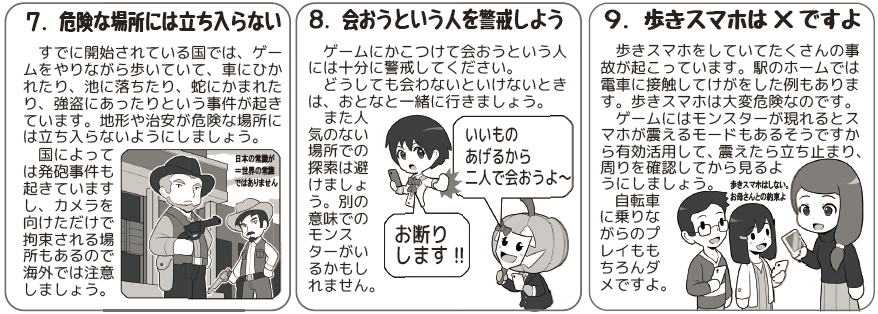 7. 危険な場所には立ち入らない
すでに開始されている国では、ゲー
ムをやりながら歩いていて、車にひか
れたり、池に落ちたり、蛇にかまれた
り、強盗にあったりという事件が起き
ています。地形や治安が危険な場所に
は立ち入らないようにしましょう。
国によって
は発砲事件も
起きています
し、カメラを
向けただけで
拘束される場
所もあるので
海外では注意
しましょう。
日本の常識が
=世界の常識
ではありません
8. 会おうという人を警戒しよう
ゲームにかこつけて会おうという人
には十分に警戒してください。
どうしても会わないといけないとき
は、おとなと一緒に行きましょう。
また人
気のない
場所での
探索は避
けましょ
う。別の
意味での
モンス
ターがい
るかもし
れません。
いいもの
あげるから
二人で会おうよ~
お断り
します!!
9. 歩きスマホは×ですよ
歩きスマホをしていてたくさんの事
故が起こっています。駅のホームでは
電車に接触してけがをした例もありま
す。歩きスマホは大変危険なのです。
ゲームにはモンスターが現れるとス
マホが震えるモードもあるそうですか
ら有効活用して、震えたら立ち止まり、
周りを確認してから見るよ
うにしましょう。
自転車
に乗りな
がらのプ
レイもも
ちろんダ
メですよ。
歩きスマホはしない。
お母さんとの約束よ